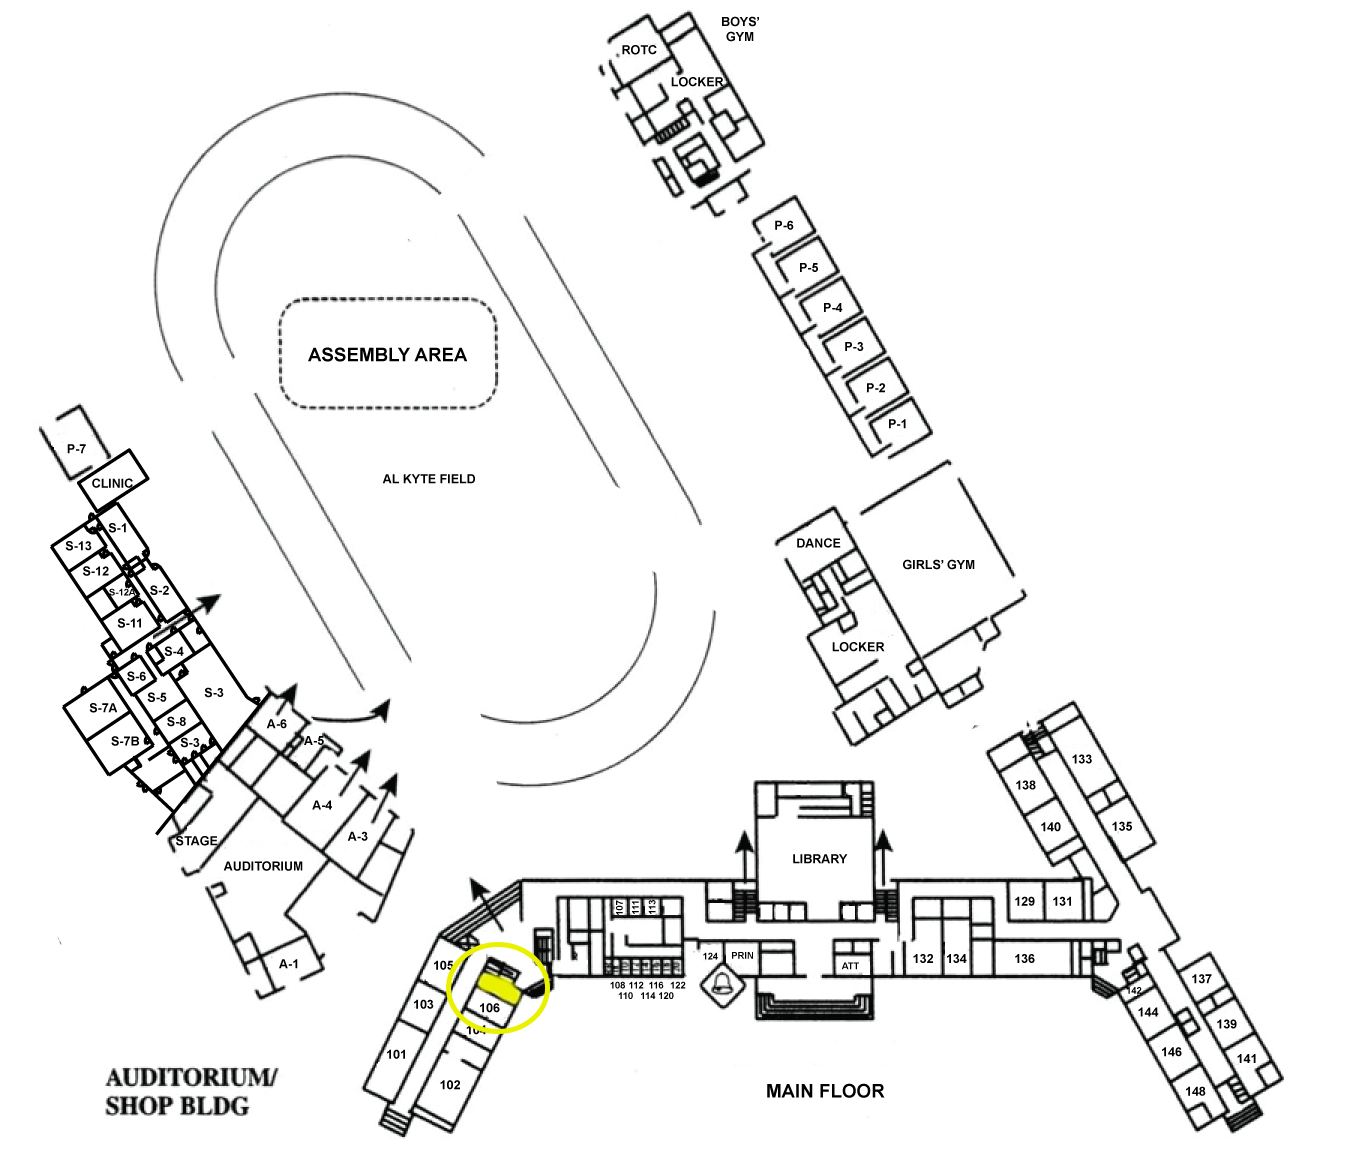 BOYS'
GYM
ROTC
LOCKER
P-6
P-5
P-4
P-3
P-2
P-1
ASSEMBLY AREA
AL KYTE FIELD
P-7
CLINIC
S-1
S-13
S-12
S-12A
S-2
S-11
S-4
S-6
S-5
S-3
S-7A
S-8
S-7B
S-3
A-6
A-5
A-4
A-3
STAGE
AUDITORIUM
A-1
DANCE
GIRLS' GYM
LOCKER
133
138
135
140
LIBRARY
129
131
107
111
113
105
124
PRIN
ATT
132
134
136
108
112
116
122
110
114
120
103
106
104
101
102
142
137
144
139
146
141
148
AUDITORIUM/
SHOP BLDG
MAIN FLOOR